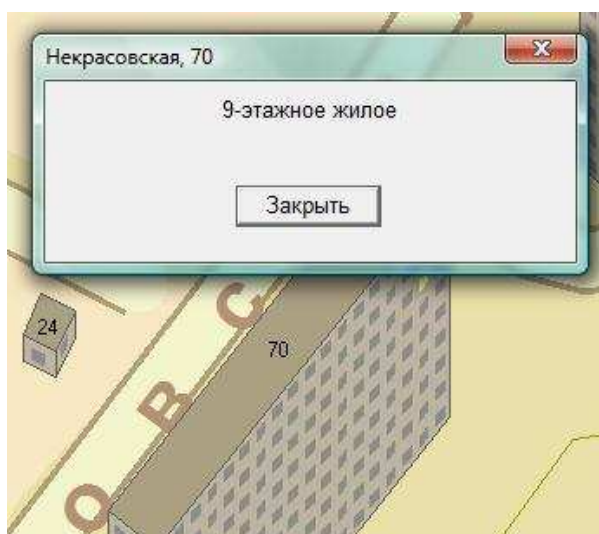 Некрасовская, 70
9-этажное жилое
Закрыть
24
70
О В С